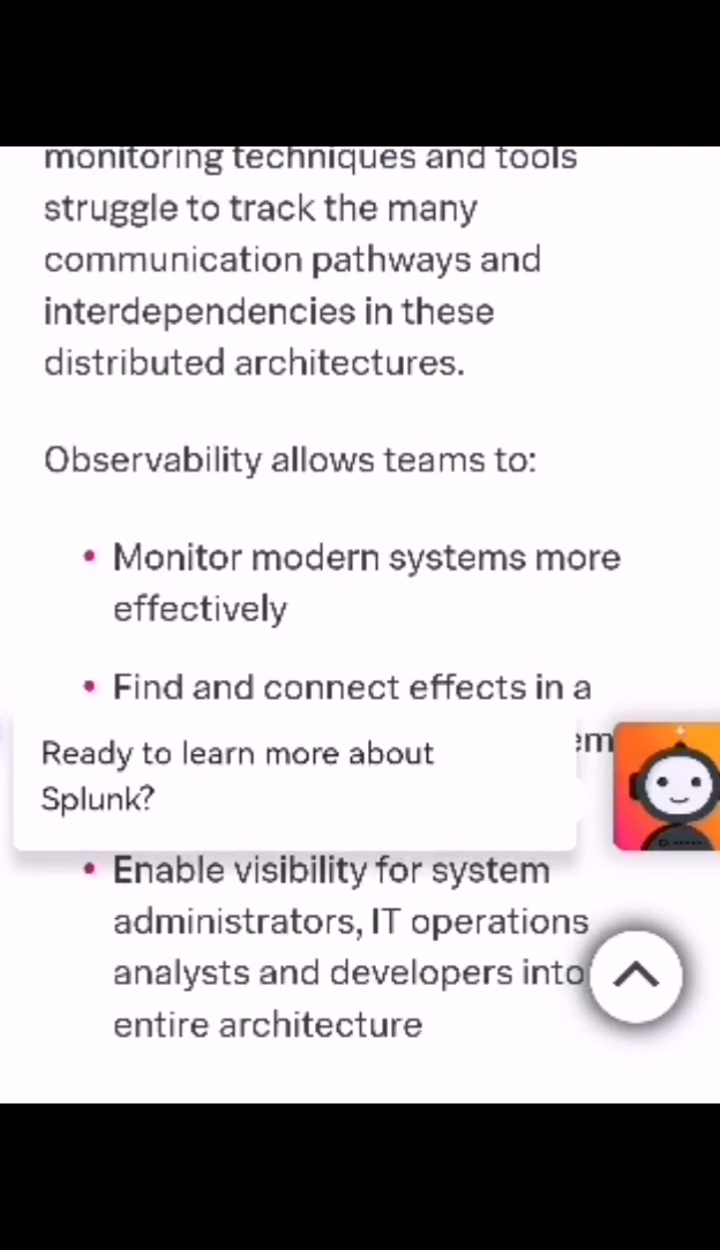 monitoring techniques and tools
struggle to track the many
communication pathways and
interdependencies in these
distributed architectures.
Observability allows teams to:
• Monitor modern systems more
effectively
• Find and connect effects in a
Ready to learn more about
Splunk?
• Enable visibility for system
administrators, IT operations
analysts and developers into
entire architecture